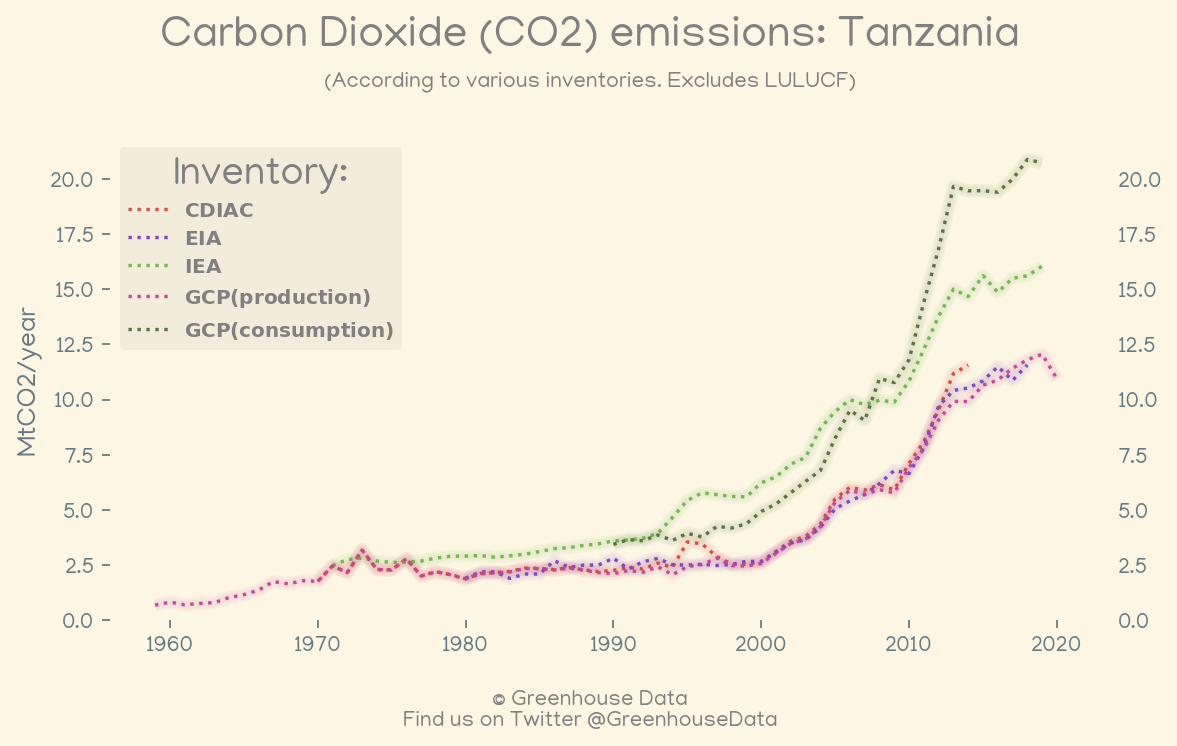 Carbon Dioxide (CO2) emissions: Tanzania
(According to various inventories. Excludes LULUCF)
Inventory:
CDIAC
EIA
IEA
GCP(production)
GCP(consumption)
MtCO2/year
20.0
17.5
15.0
12.5
10.0
7.5
5.0
2.5
0.0
20.0
17.5
15.0
12.5
10.0
7.5
5.0
2.5
0.0
1960 1970 1980 1990 2000 2010 2020
© Greenhouse Data
Find us on Twitter @GreenhouseData